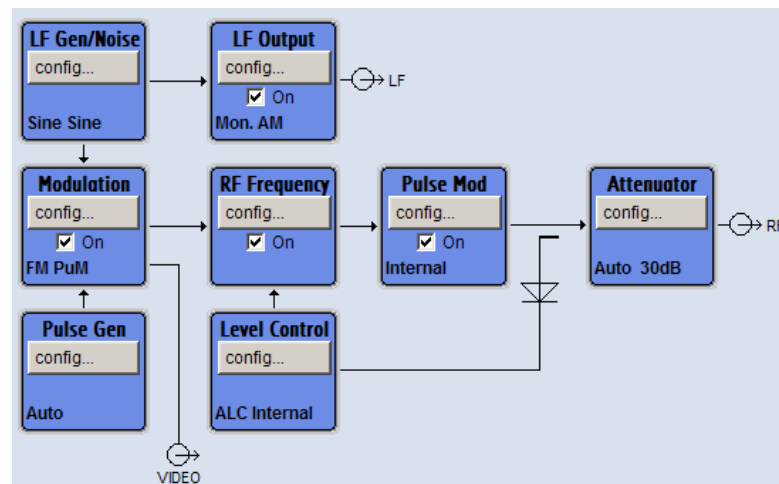 LF Gen/Noise
config...
Sine Sine
LF Output
config...
On
Mon. AM
LF
Modulation
config...
On
FM PuM
RF Frequency
config...
On
Pulse Mod
config...
On
Internal
Attenuator
config...
Auto 30dB
RF
Pulse Gen
config...
Auto
Level Control
config...
ALC Internal
VIDEO